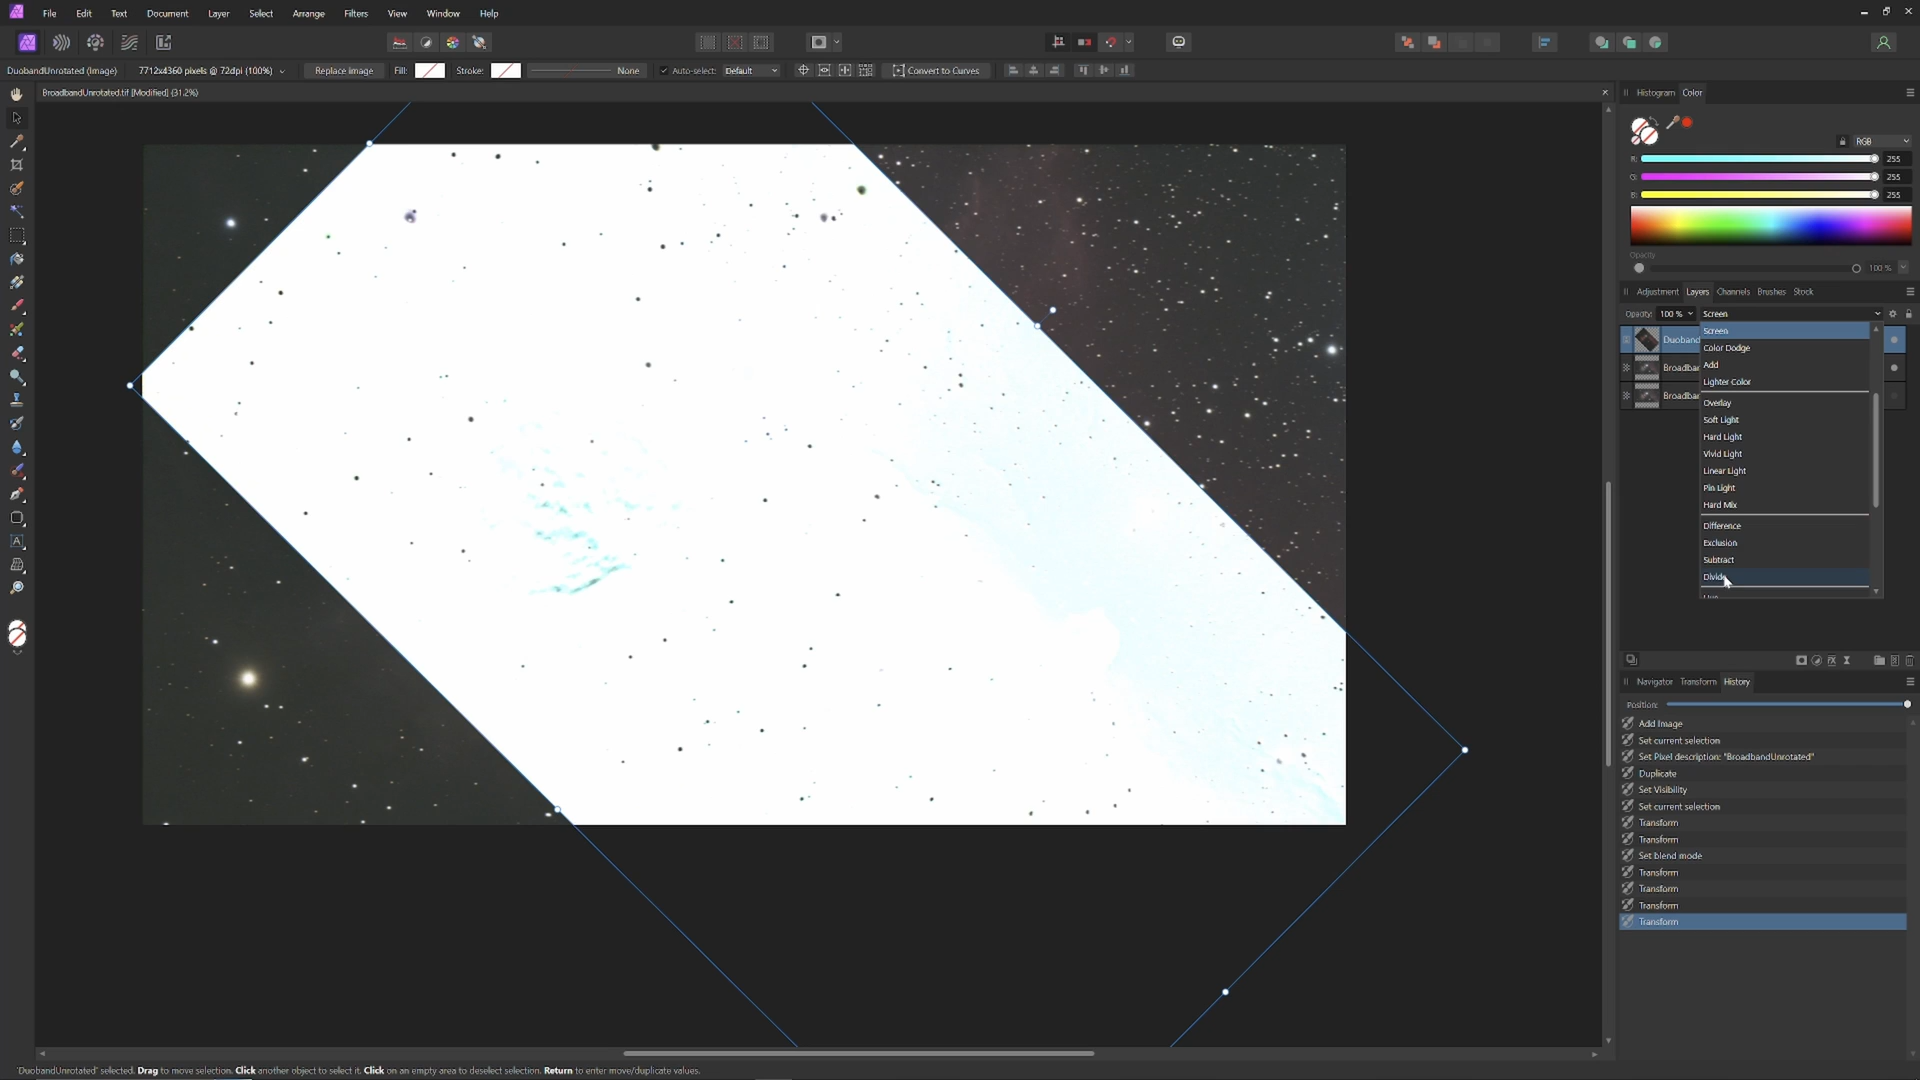 File Edit Text Document Layer Select Arrange Filters View Window Help
DuobandUnrotated (Image) 7712x4360 pixels @ 72dpi (100%) Replace Image Fill: Stroke: None Auto-select: Default Convert to Curves
BroadbandUnrotated.tif [Modified] (31.2%)
Histogram Color
RGB
255
255
255
Opacity
100 %
Adjustment Layers Channels Brushes Stock
Opacity: 100 % Screen
Screen
Duoband
Color Dodge
Add
Lighter Color
Overlay
Soft Light
Hard Light
Vivid Light
Linear Light
Pin Light
Hard Mix
Difference
Exclusion
Subtract
Divide
Navigator Transform History
Position:
Add Image
Set current selection
Set Pixel description: "BroadbandUnrotated"
Duplicate
Set Visibility
Set current selection
Transform
Transform
Set blend mode
Transform
Transform
Transform
Transform
'DuobandUnrotated' selected. Drag to move selection. Click another object to select it. Click on an empty area to deselect selection. Return to enter move/duplicate values.